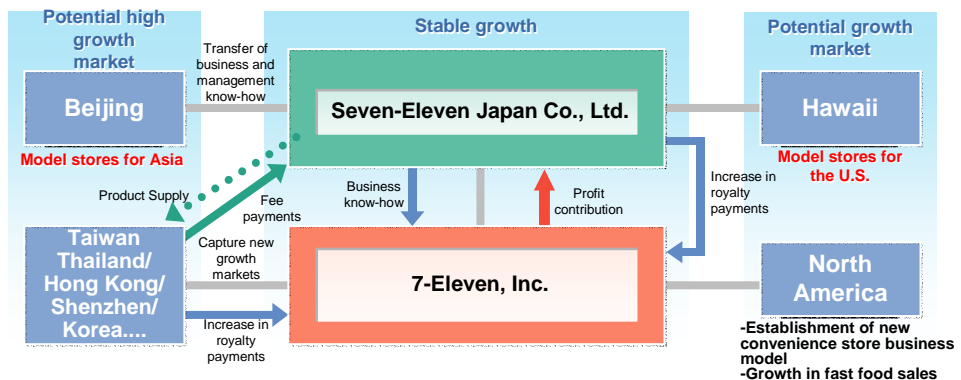 Potential high
growth
market
Stable growth
Potential growth
market
Transfer of
business and
management
know-how
Beijing
Seven-Eleven Japan Co., Ltd.
Hawaii
Model stores for Asia
Model stores for
the U.S.
Product Supply
Fee
payments
Business
know-how
Profit
contribution
Increase in
royalty
payments
Taiwan
Thailand/
Hong Kong/
Shenzhen/
Korea....
Capture new
growth
markets
7-Eleven, Inc.
North
America
Increase in
royalty
payments
-Establishment of new
convenience store business
model
-Growth in fast food sales